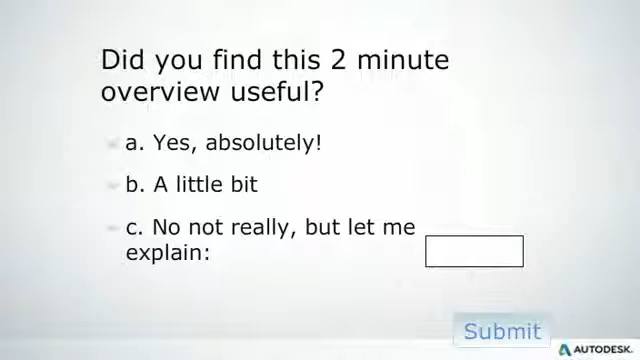 Did you find this 2 minute
overview useful?
a. Yes, absolutely!
b. A little bit
c. No not really, but let me
explain:
Submit
AUTODESK.